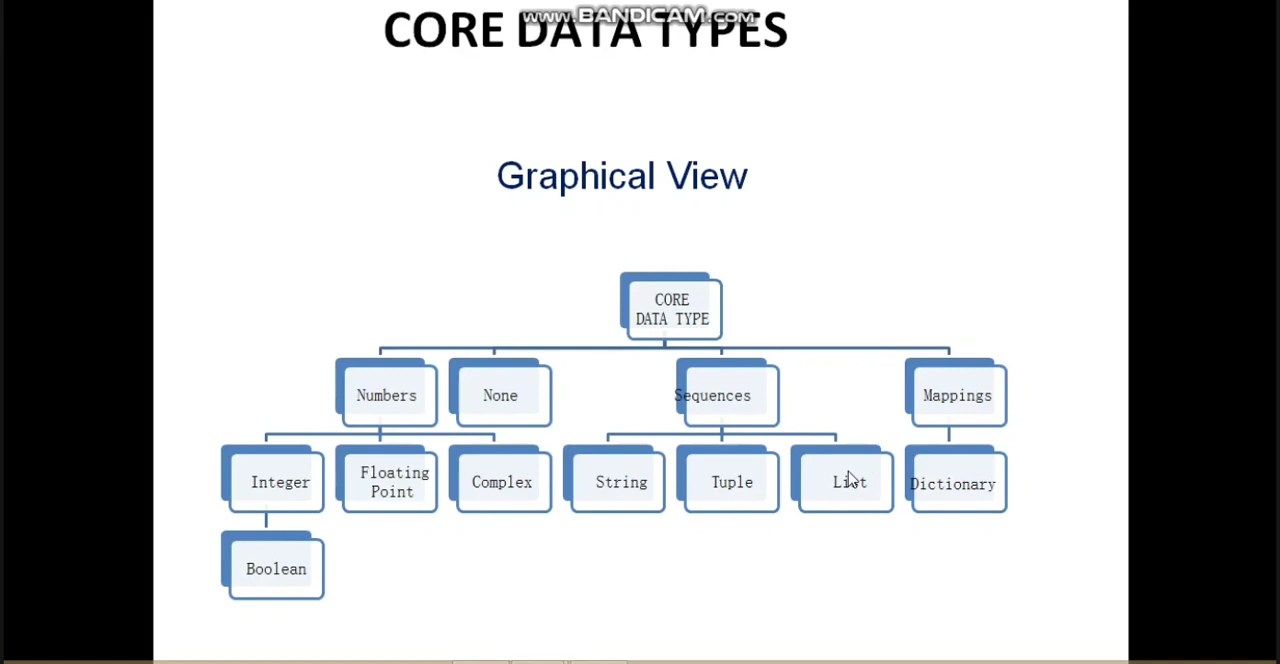 www.BANDICAM.com
CORE DATA TYPES
Graphical View
CORE
DATA TYPE
Numbers
None
Sequences
Mappings
Integer
Floating
Point
Complex
String
Tuple
List
Dictionary
Boolean